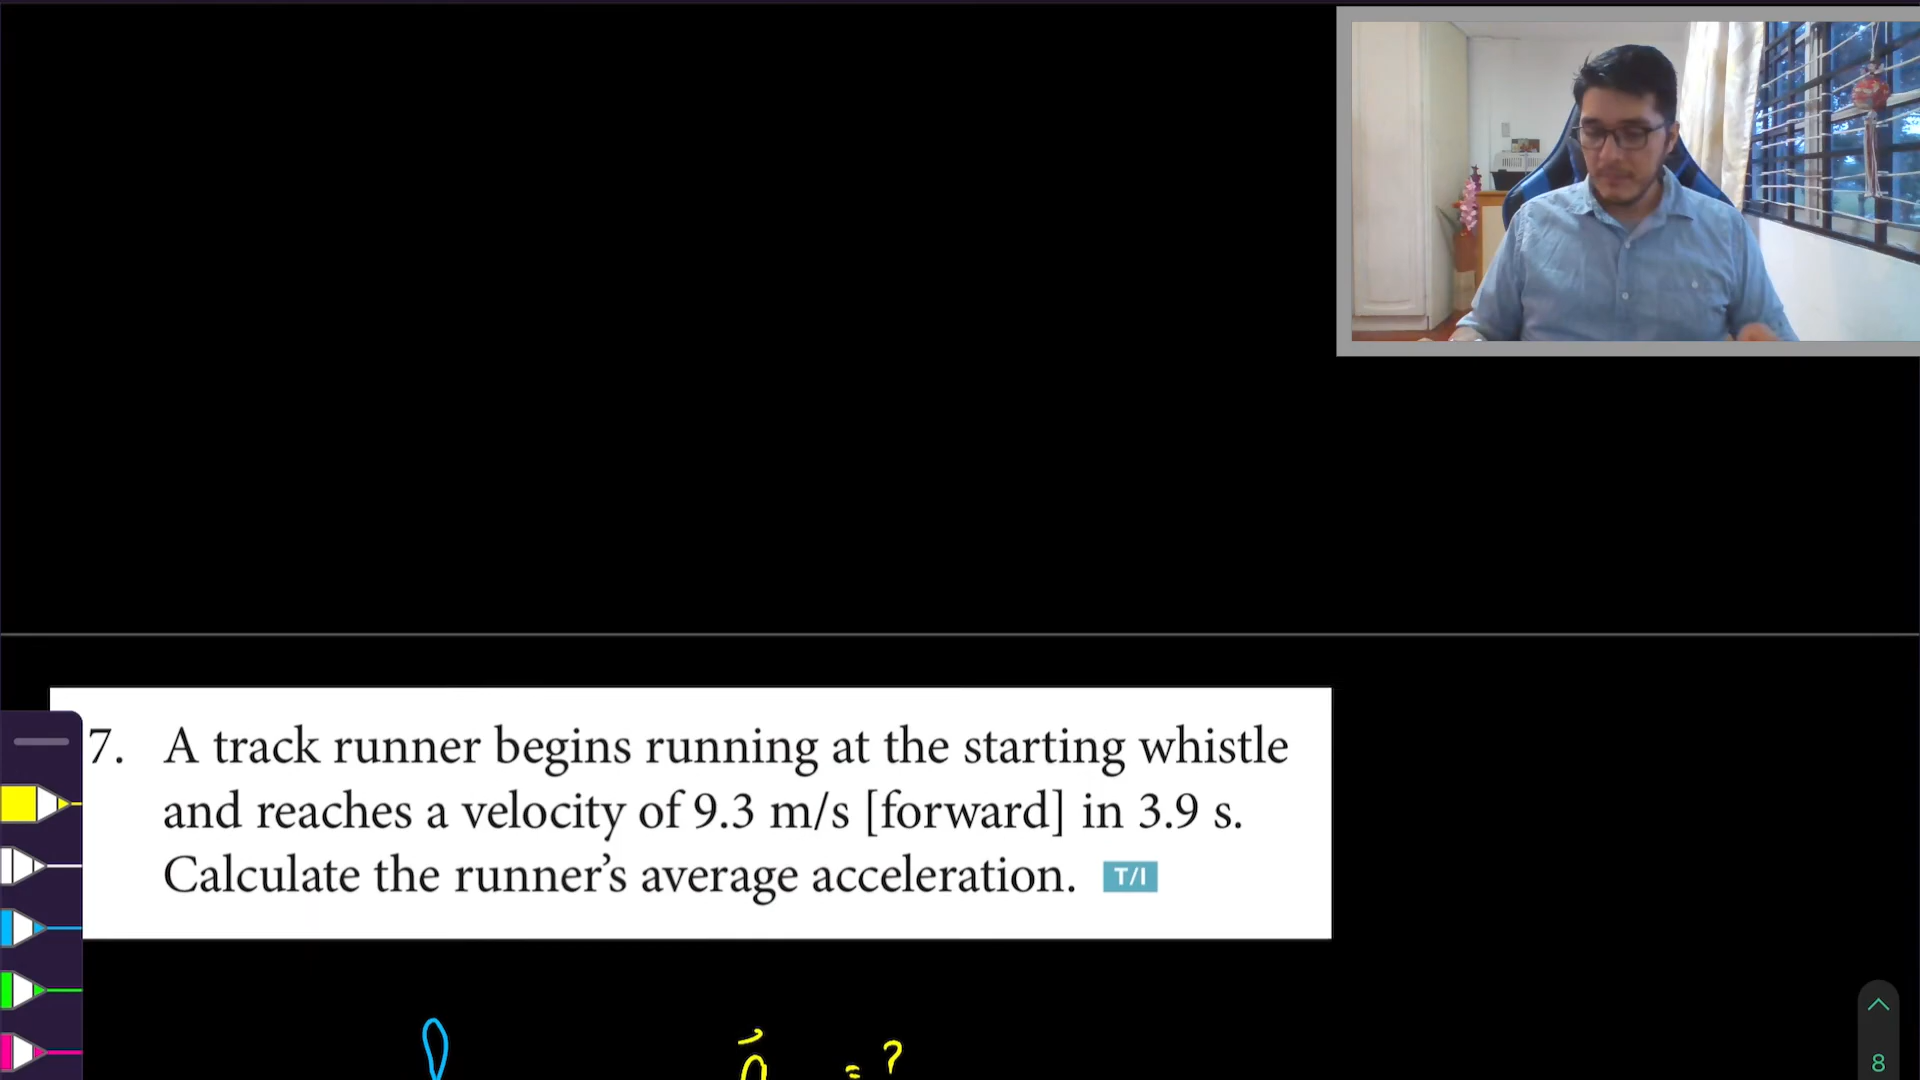 7. A track runner begins running at the starting whistle
and reaches a velocity of 9.3 m/s [forward] in 3.9 s.
Calculate the runner's average acceleration. T/I
= ?
8